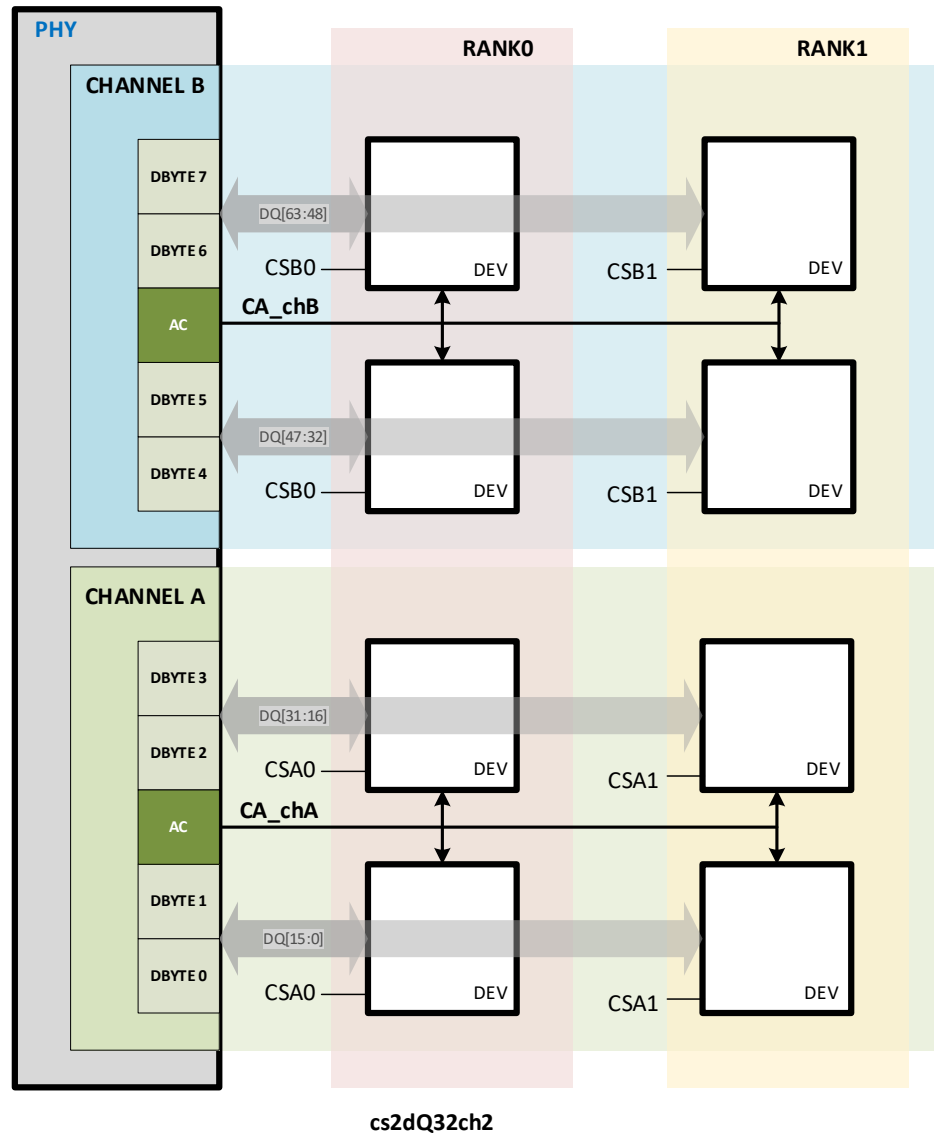 PHY
RANK0
RANK1
CHANNEL B
DBYTE 7
DQ[63:48]
DBYTE 6
CSB0
DEV
CSB1
DEV
CA_chB
AC
DBYTE 5
DQ[47:32]
DBYTE 4
CSB0
DEV
CSB1
DEV
CHANNEL A
DBYTE 3
DQ[31:16]
DBYTE 2
CSA0
DEV
CSA1
DEV
CA_chA
AC
DBYTE 1
DQ[15:0]
DBYTE 0
CSA0
DEV
CSA1
DEV
cs2dQ32ch2